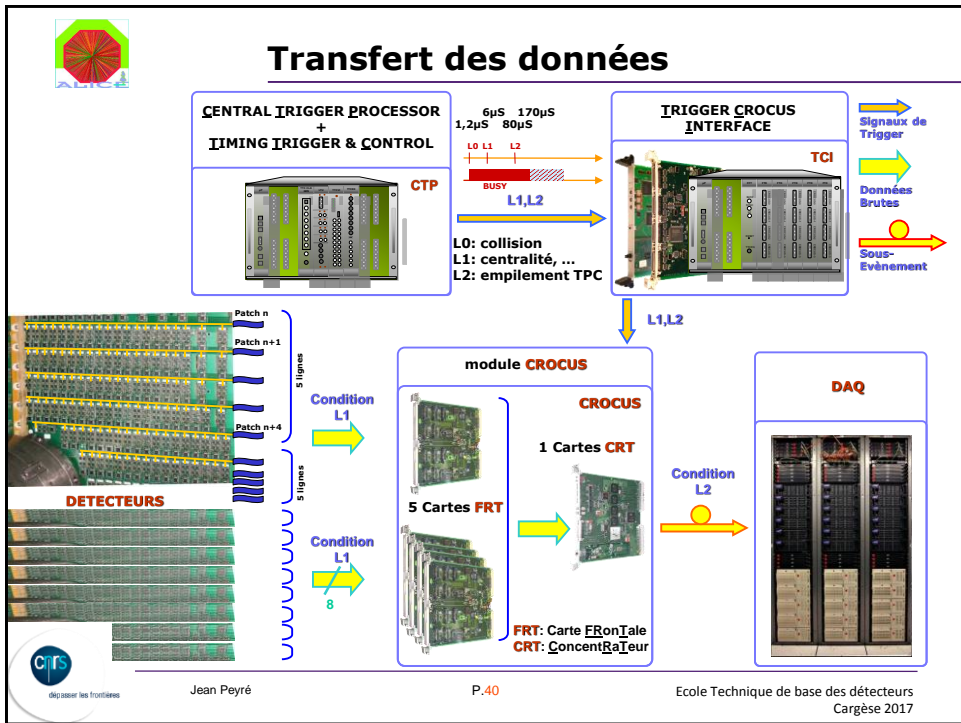 ALICE
Transfert des données
CENTRAL TRIGGER PROCESSOR
+
TIMING TRIGGER & CONTROL
CTP
6µS 170µS
1,2µS 80µS
L0 L1 L2
BUSY
L1,L2
L0: collision
L1: centralité, ...
L2: empilement TPC
TRIGGER CROCUS
INTERFACE
TCI
Signaux de
Trigger
Données
Brutes
Sous-
Evènement
L1,L2
Patch n
Patch n+1
Patch n+4
5 lignes
5 lignes
DETECTEURS
Condition
L1
Condition
L1
8
module CROCUS
CROCUS
1 Cartes CRT
5 Cartes FRT
FRT: Carte FRonTale
CRT: ConcentRaTeur
Condition
L2
DAQ
cnrs
dépasser les frontières
Jean Peyré
P.40
Ecole Technique de base des détecteurs
Cargèse 2017